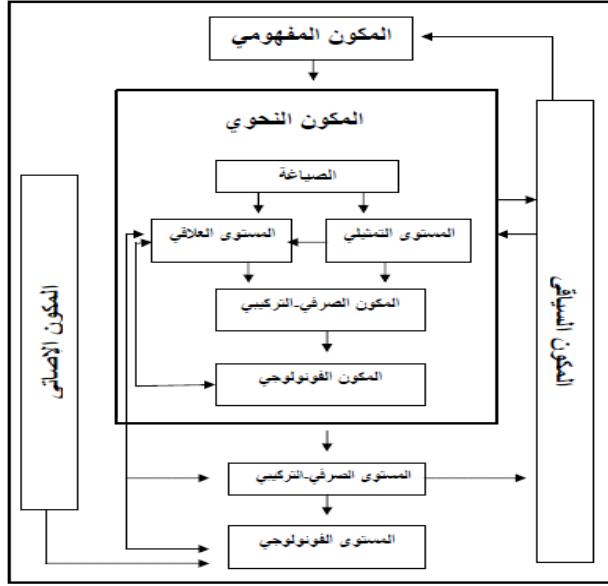 المكون المفهومي
المكون النحوي
الصياغة
المستوى التمثيلي
المستوى العلاقي
المكون الصرفي-التركيبي
المكون الفونولوجي
المستوى الصرفي-التركيبي
المستوى الفونولوجي
المكون السياقي
المكون الإصاتي